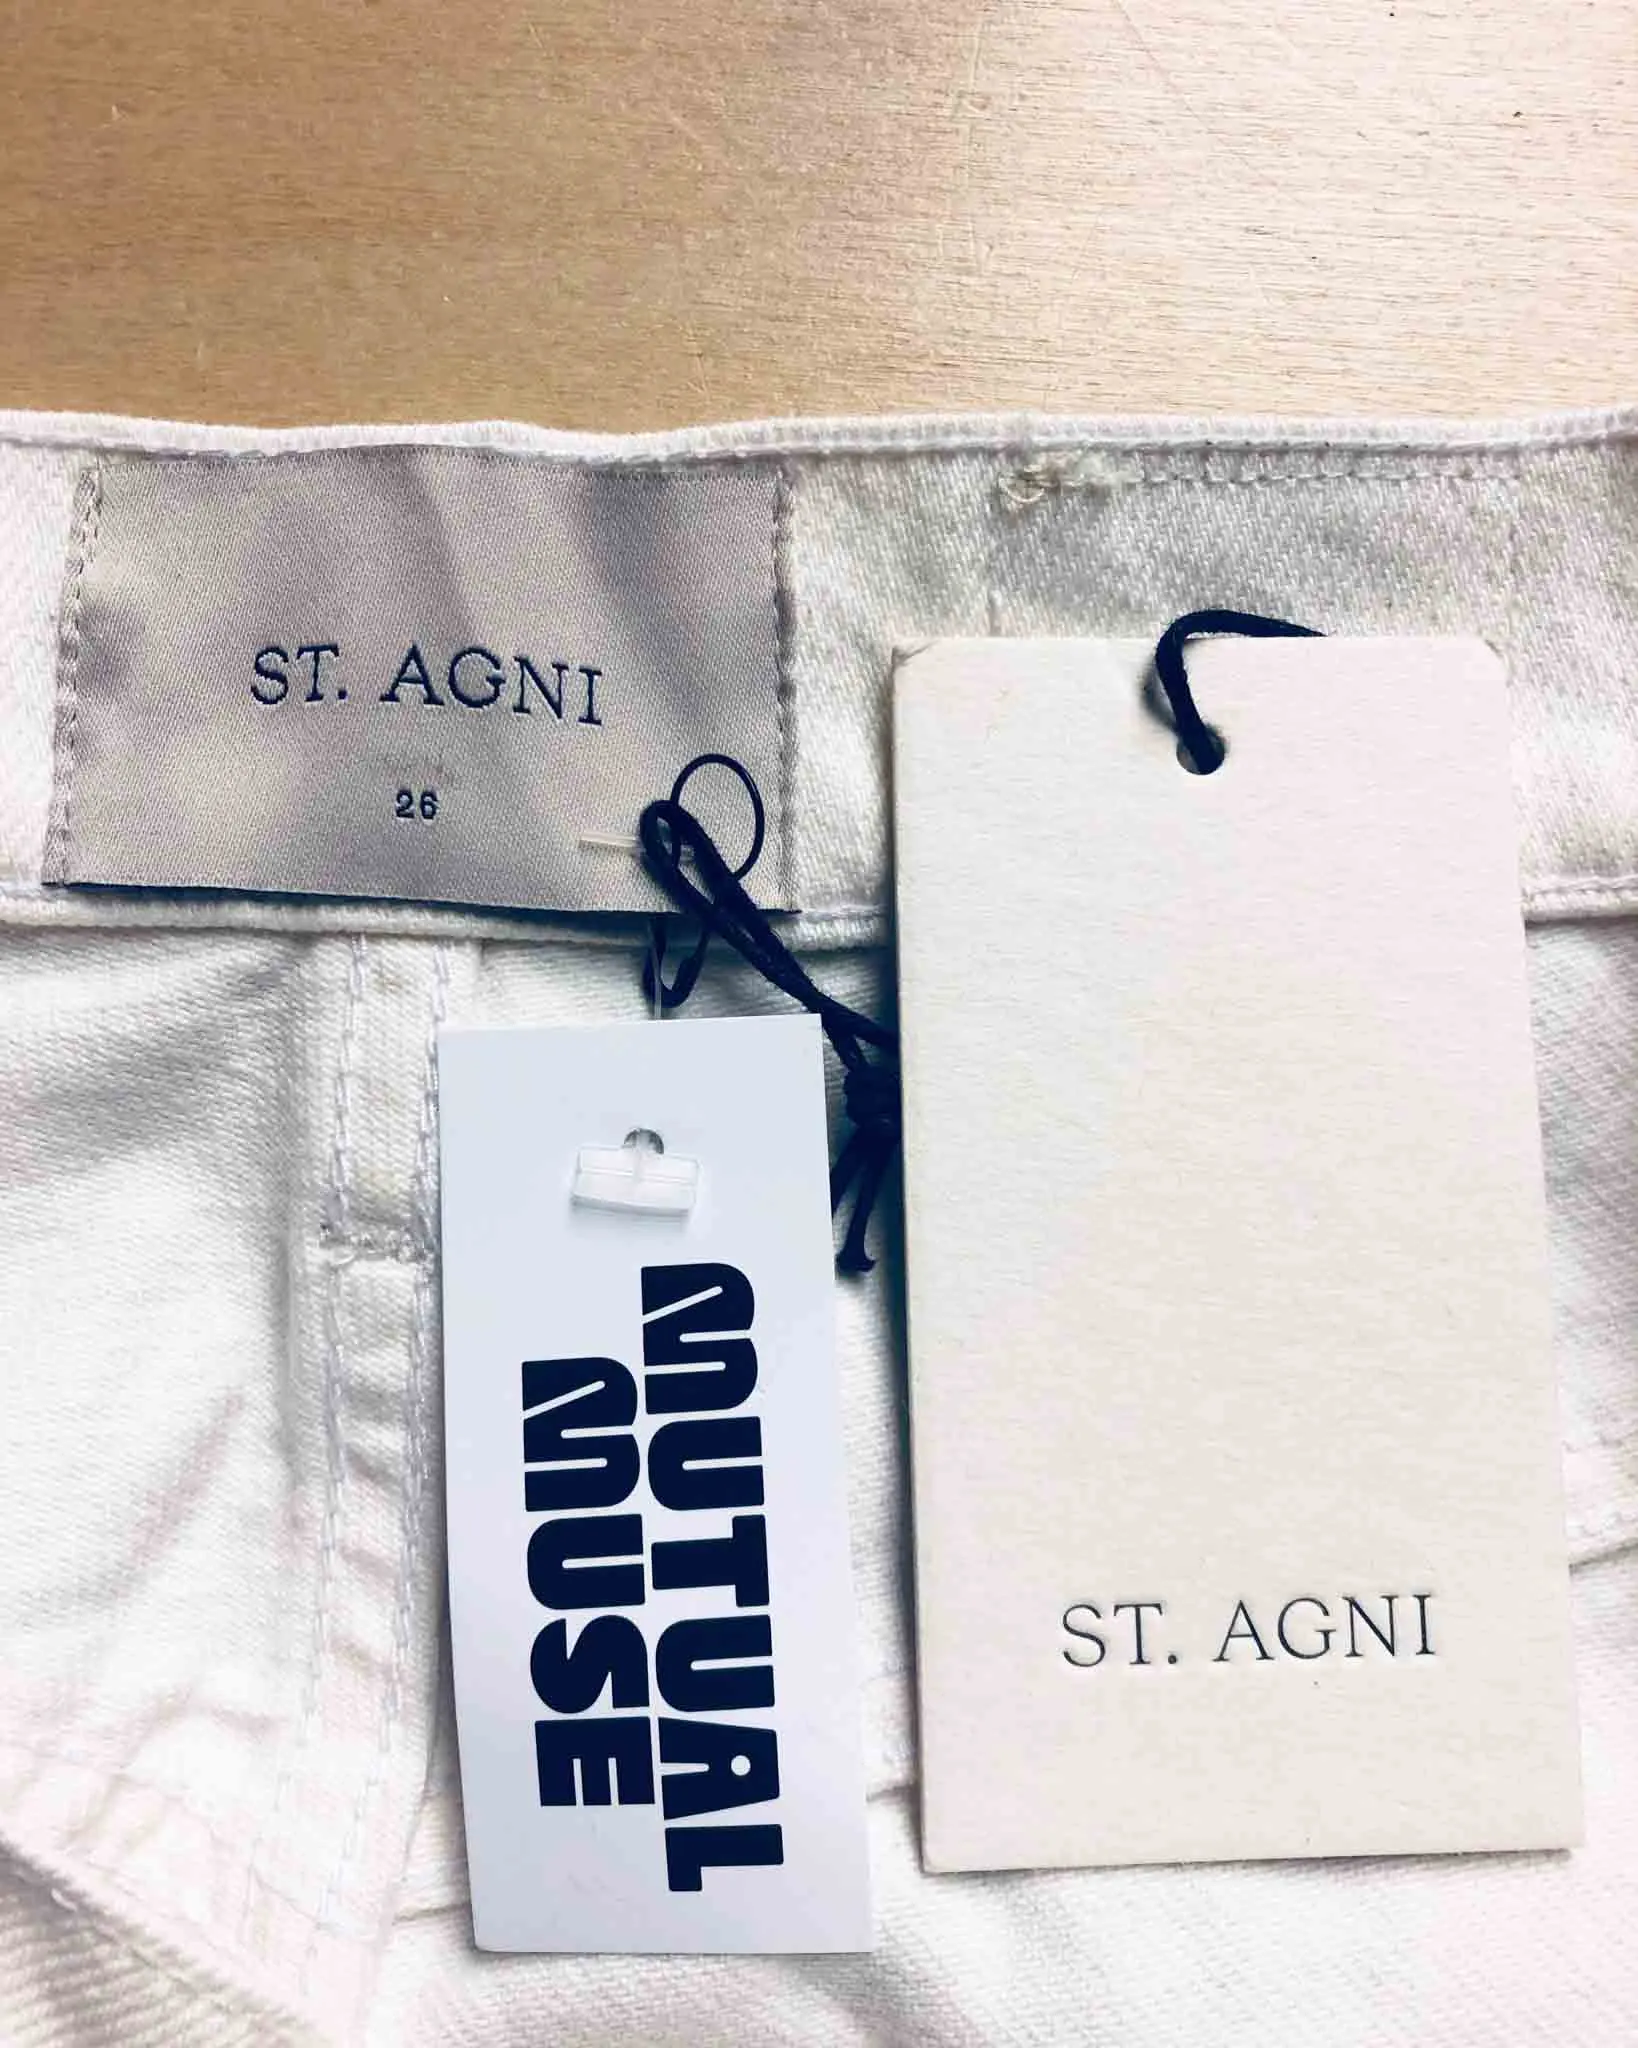 ST. AGNI
26
MUTUAL
MUSE
ST. AGNI